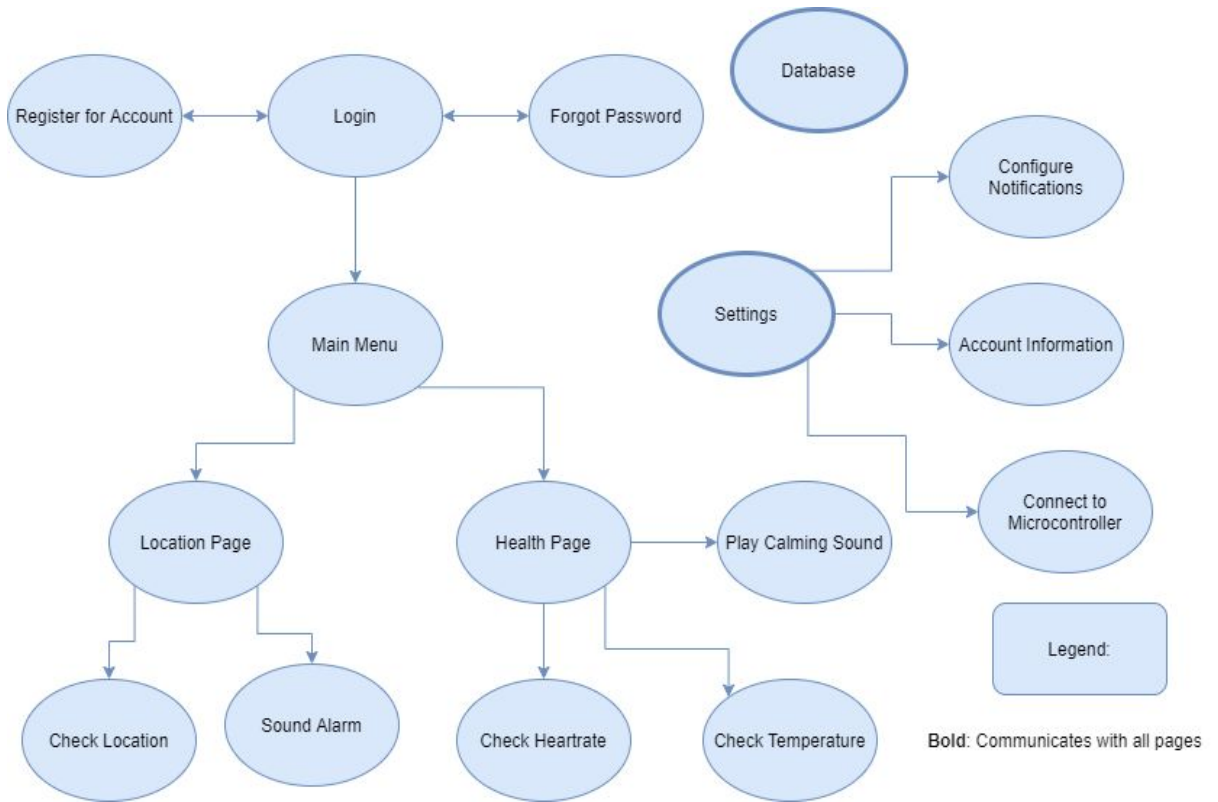 Database
Register for Account
Login
Forgot Password
Configure
Notifications
Settings
Main Menu
Account Information
Location Page
Health Page
Play Calming Sound
Connect to
Microcontroller
Legend:
Check Location
Sound Alarm
Check Heartrate
Check Temperature
Bold: Communicates with all pages